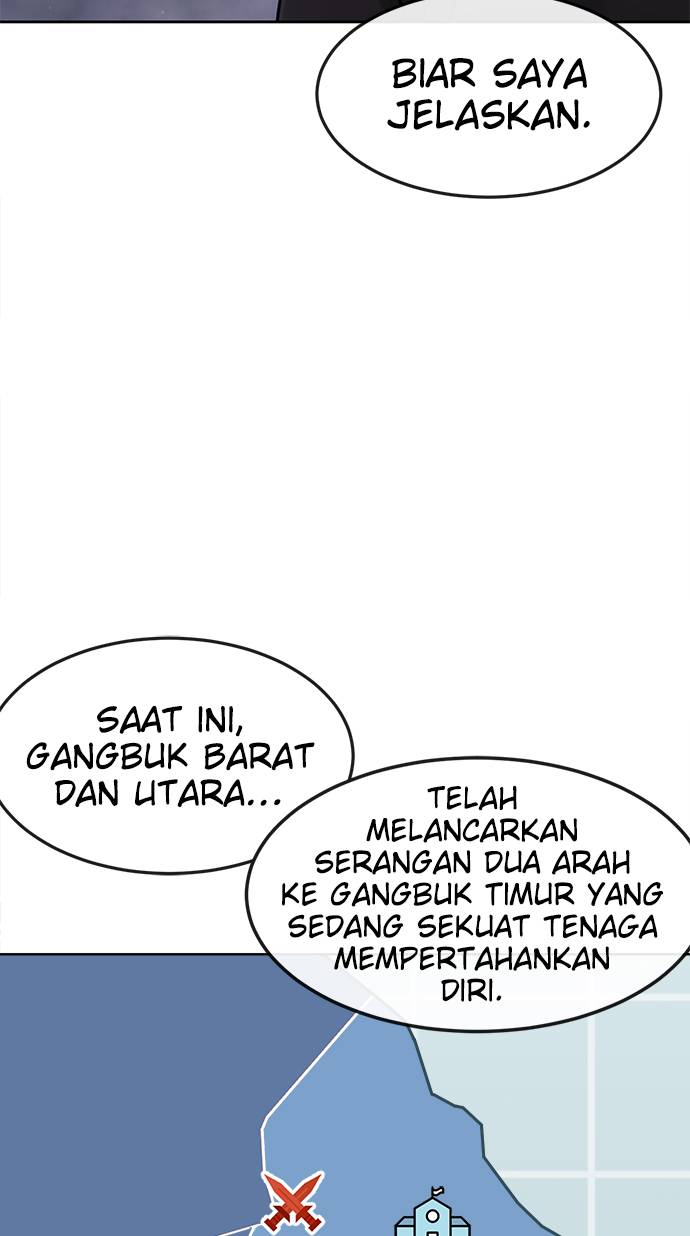 BIAR SAYA
JELASKAN.
SAAT INI,
GANGBUK BARAT
DAN UTARA...
TELAH
MELANCARKAN
SERANGAN DUA ARAH
KE GANGBUK TIMUR YANG
SEDANG SEKUAT TENAGA
MEMPERTAHANKAN
DIRI.